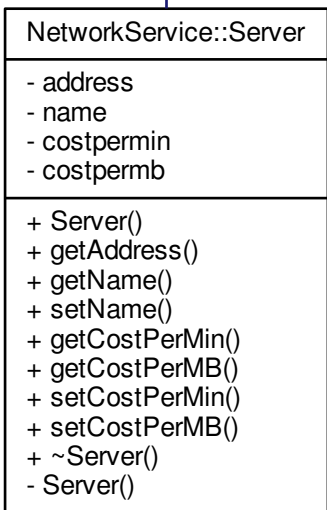 NetworkService::Server
- address
- name
- costpermin
- costpermb
+ Server()
+ getAddress()
+ getName()
+ setName()
+ getCostPerMin()
+ getCostPerMB()
+ setCostPerMin()
+ setCostPerMB()
+ ~Server()
- Server()